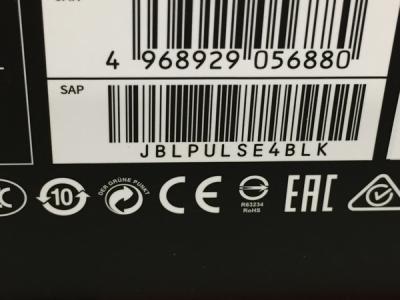 4 968929 056880
SAP
JBLPULSE4BLK
10
DER GRÜNE PUNKT
CE
R63234
RoHS
EAC